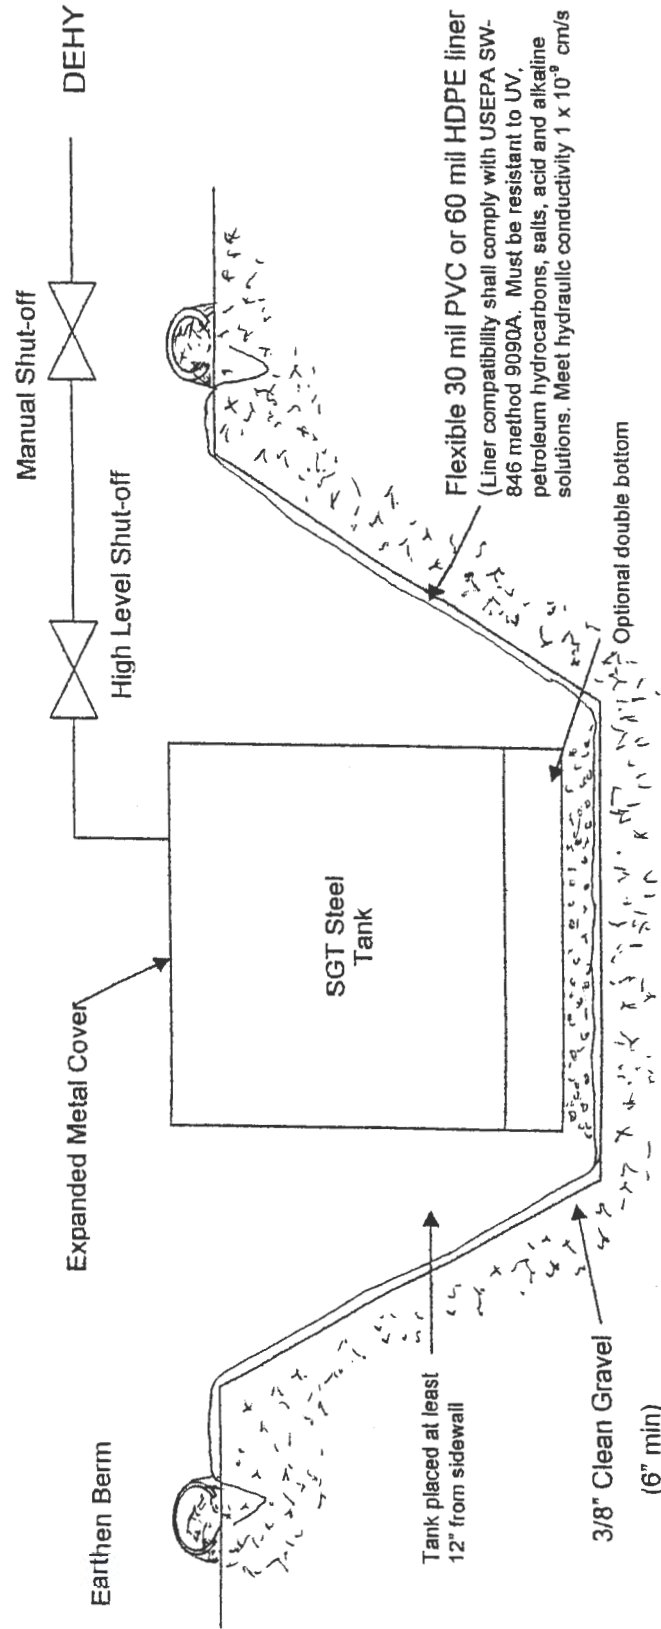 DEHY
Manual Shut-off
High Level Shut-off
Expanded Metal Cover
Earthen Berm
SGT Steel
Tank
Flexible 30 mil PVC or 60 mil HDPE liner
(Liner compatibility shall comply with USEPA SW-
846 method 9090A. Must be resistant to UV,
petroleum hydrocarbons, salts, acid and alkaline
solutions. Meet hydraulic conductivity 1 x 10⁻⁹ cm/s
Optional double bottom
Tank placed at least
12" from sidewall
3/8" Clean Gravel
(6" min)